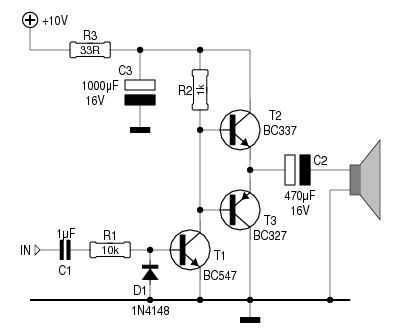 +10V
R3
33R
C3
1000µF
16V
R2
1k
T2
BC337
C2
470µF
16V
T3
BC327
1µF
R1
IN
10k
C1
T1
BC547
D1
1N4148